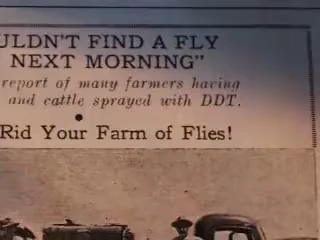 ULDN'T FIND A FLY
NEXT MORNING"
report of many farmers having
and cattle sprayed with DDT.
Rid Your Farm of Flies!